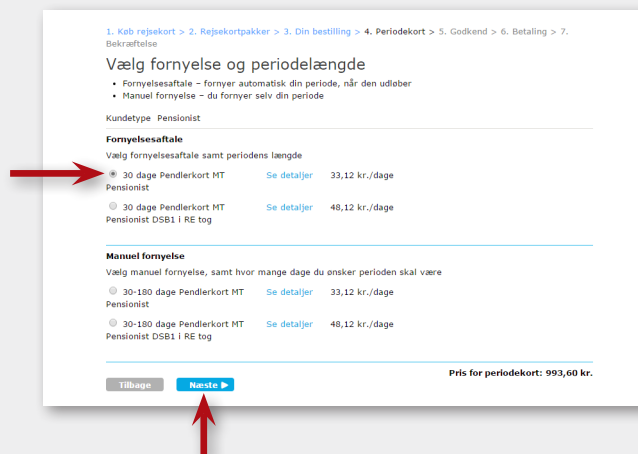 1. Køb rejsekort > 2. Rejsekortpakker > 3. Din bestilling > 4. Periodekort > 5. Godkend > 6. Betaling > 7.
Bekræftelse
Vælg fornyelse og periodelængde
• Fornyelsesaftale – fornyer automatisk din periode, når den udløber
• Manuel fornyelse – du fornyer selv din periode
Kundetype Pensionist
Fornyelsesaftale
Vælg fornyelsesaftale samt periodens længde
30 dage Pendlerkort MT Se detaljer 33,12 kr./dage
Pensionist
30 dage Pendlerkort MT Se detaljer 48,12 kr./dage
Pensionist DSB1 i RE tog
Manuel fornyelse
Vælg manuel fornyelse, samt hvor mange dage du ønsker perioden skal være
30-180 dage Pendlerkort MT Se detaljer 33,12 kr./dage
Pensionist
30-180 dage Pendlerkort MT Se detaljer 48,12 kr./dage
Pensionist DSB1 i RE tog
Pris for periodekort: 993,60 kr.
Tilbage Næste